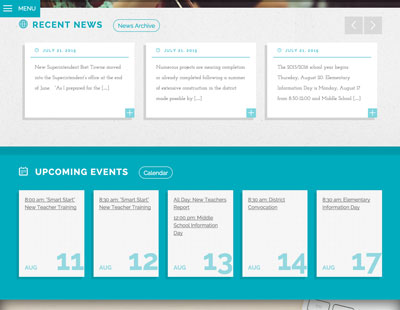 MENU
RECENT NEWS
News Archive
JULY 21, 2015
New Superintendent Bart Towne moved
into the Superintendent's office at the end
of June. "As I prepared for the [...]
+
JULY 21, 2015
Numerous projects are nearing completion
or already completed following a summer
of extensive construction in the district
made possible by [...]
+
JULY 21, 2015
The 2015/2016 school year begins
Thursday, August 20. Elementary
Information Day is Monday, August 17
from 8:30-12:00 and Middle School [...]
+
UPCOMING EVENTS
Calendar
8:00 am: "Smart Start"
New Teacher Training
AUG 11
8:30 am: "Smart Start"
New Teacher Training
AUG 12
All Day: New Teachers
Report
12:00 pm: Middle
School Information
Day
AUG 13
8:30 am: District
Convocation
AUG 14
8:30 am: Elementary
Information Day
AUG 17